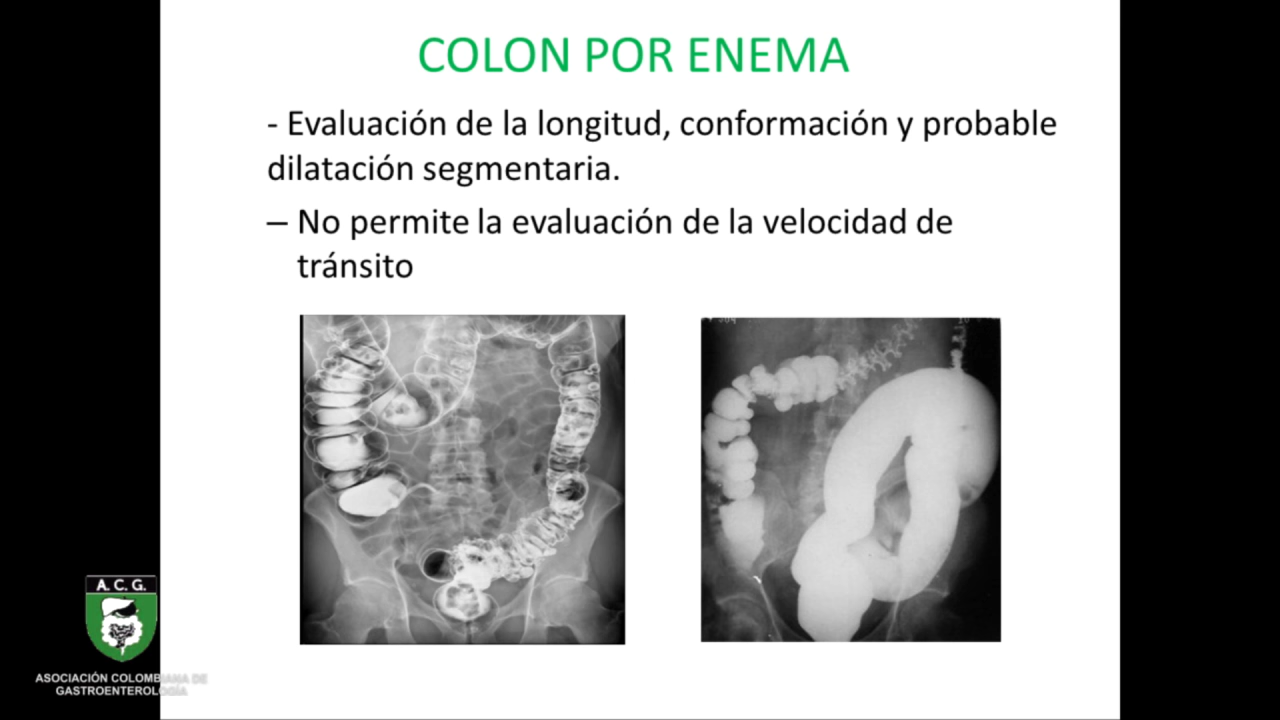 COLON POR ENEMA
- Evaluación de la longitud, conformación y probable
dilatación segmentaria.
– No permite la evaluación de la velocidad de
tránsito
A. C. G.
ASOCIACIÓN COLOMBIANA DE
GASTROENTEROLOGÍA